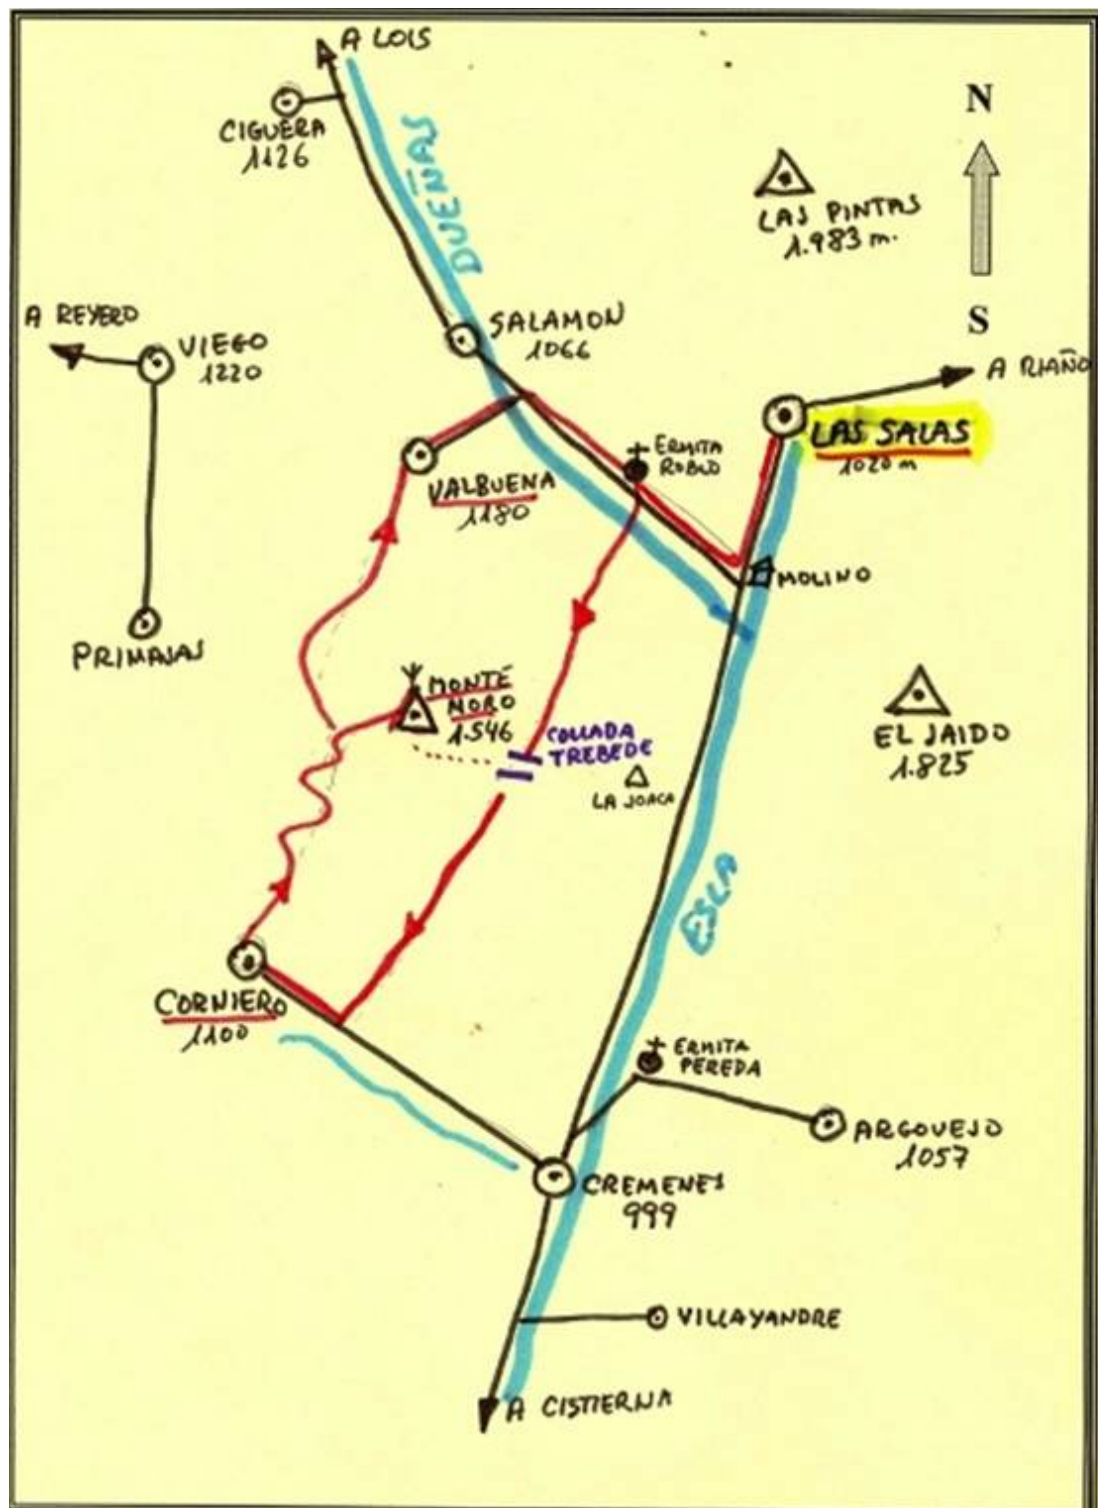 A LOIS
CIGUERA
1126
DUEÑAS
N
LAS PINTAS
1.983 m.
S
A REYERO
VIEGO
1220
SALAMON
1066
A RIAÑO
LAS SALAS
1020 m
ERMITA
ROBLO
VALBUENA
1180
MOLINO
PRIMAJAS
MONTE
MORO
1.546
COLLADA
TREBEDE
LA JOACA
EL JAIDO
1.825
ESLA
CORNIERO
1100
ERMITA
PEREDA
ARGOVEJO
1057
CREMENES
999
VILLAYANDRE
A CISTIERNA